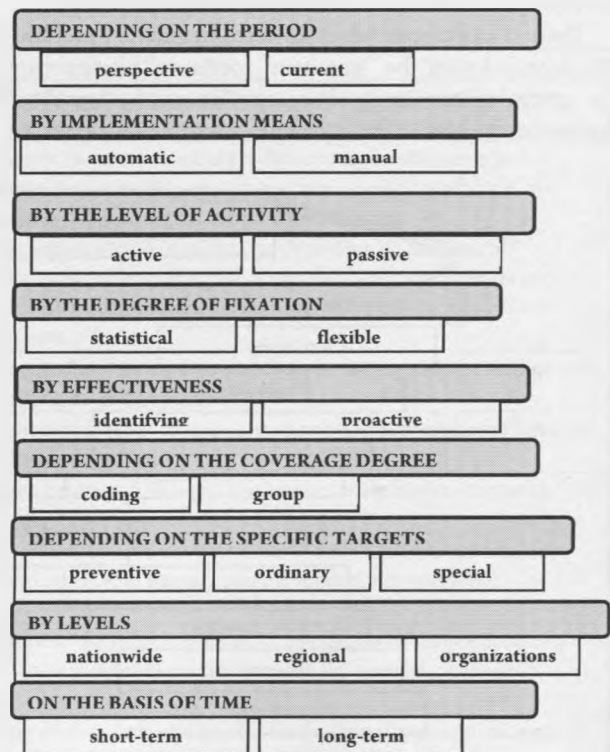 DEPENDING ON THE PERIOD
perspective current
BY IMPLEMENTATION MEANS
automatic manual
BY THE LEVEL OF ACTIVITY
active passive
BY THE DEGREE OF FIXATION
statistical flexible
BY EFFECTIVENESS
identifying proactive
DEPENDING ON THE COVERAGE DEGREE
coding group
DEPENDING ON THE SPECIFIC TARGETS
preventive ordinary special
BY LEVELS
nationwide regional organizations
ON THE BASIS OF TIME
short-term long-term